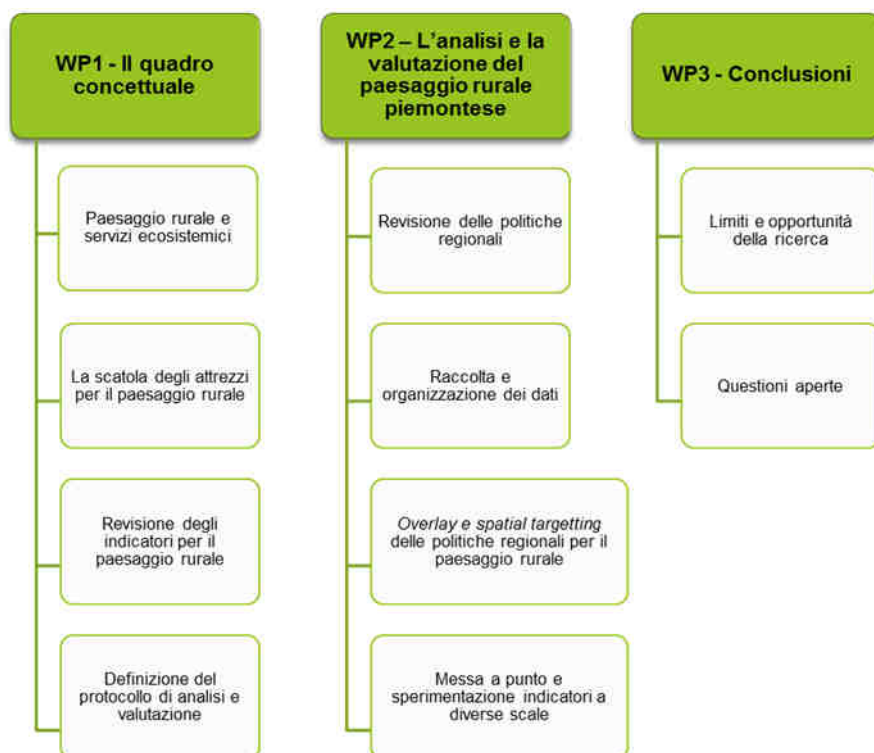 WP1 - Il quadro
concettuale
Paesaggio rurale e
servizi ecosistemici
La scatola degli attrezzi
per il paesaggio rurale
Revisione degli
indicatori per il
paesaggio rurale
Definizione del
protocollo di analisi e
valutazione
WP2 – L'analisi e la
valutazione del
paesaggio rurale
piemontese
Revisione delle politiche
regionali
Raccolta e
organizzazione dei dati
Overlay e spatial targetting
delle politiche regionali per il
paesaggio rurale
Messa a punto e
sperimentazione indicatori a
diverse scale
WP3 - Conclusioni
Limiti e opportunità
della ricerca
Questioni aperte